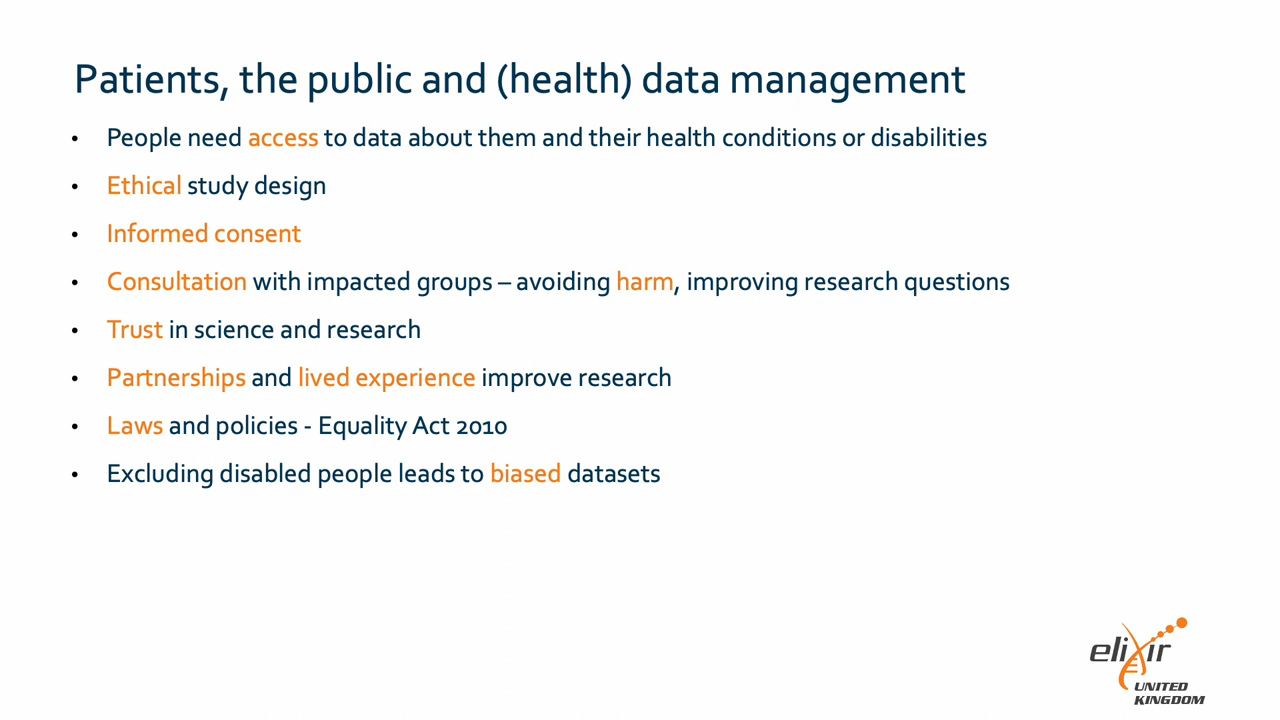 Patients, the public and (health) data management
• People need access to data about them and their health conditions or disabilities
• Ethical study design
• Informed consent
• Consultation with impacted groups – avoiding harm, improving research questions
• Trust in science and research
• Partnerships and lived experience improve research
• Laws and policies - Equality Act 2010
• Excluding disabled people leads to biased datasets
elixir
UNITED
KINGDOM